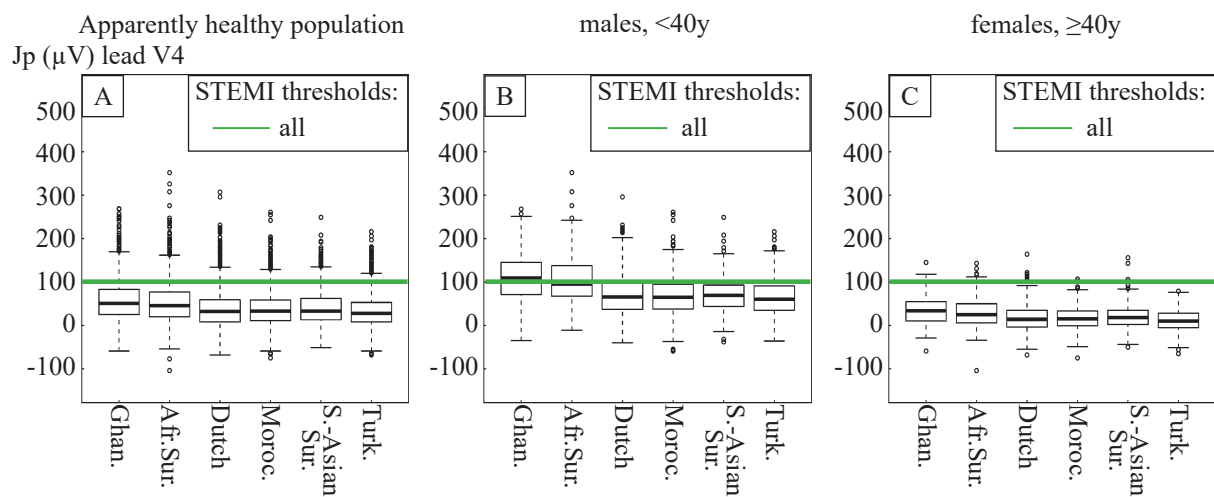 Apparently healthy population
males, <40y
females, ≥40y
Jp (µV) lead V4
A
STEMI thresholds:
all
500
400
300
200
100
0
-100
Ghan.
Afr.Sur.
Dutch
Moroc.
S.-Asian
Sur.
Turk.
B
STEMI thresholds:
all
500
400
300
200
100
0
-100
Ghan.
Afr.Sur.
Dutch
Moroc.
S.-Asian
Sur.
Turk.
C
STEMI thresholds:
all
500
400
300
200
100
0
-100
Ghan.
Afr.Sur.
Dutch
Moroc.
S.-Asian
Sur.
Turk.